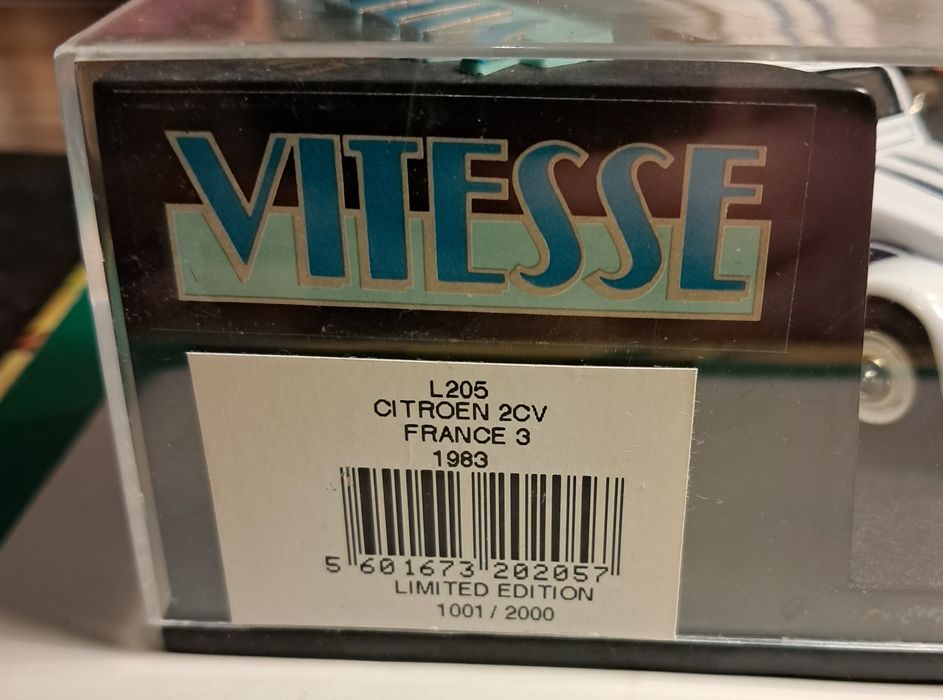 VITESSE
L205
CITROEN 2CV
FRANCE 3
1983
5 601673 202057
LIMITED EDITION
1001 / 2000